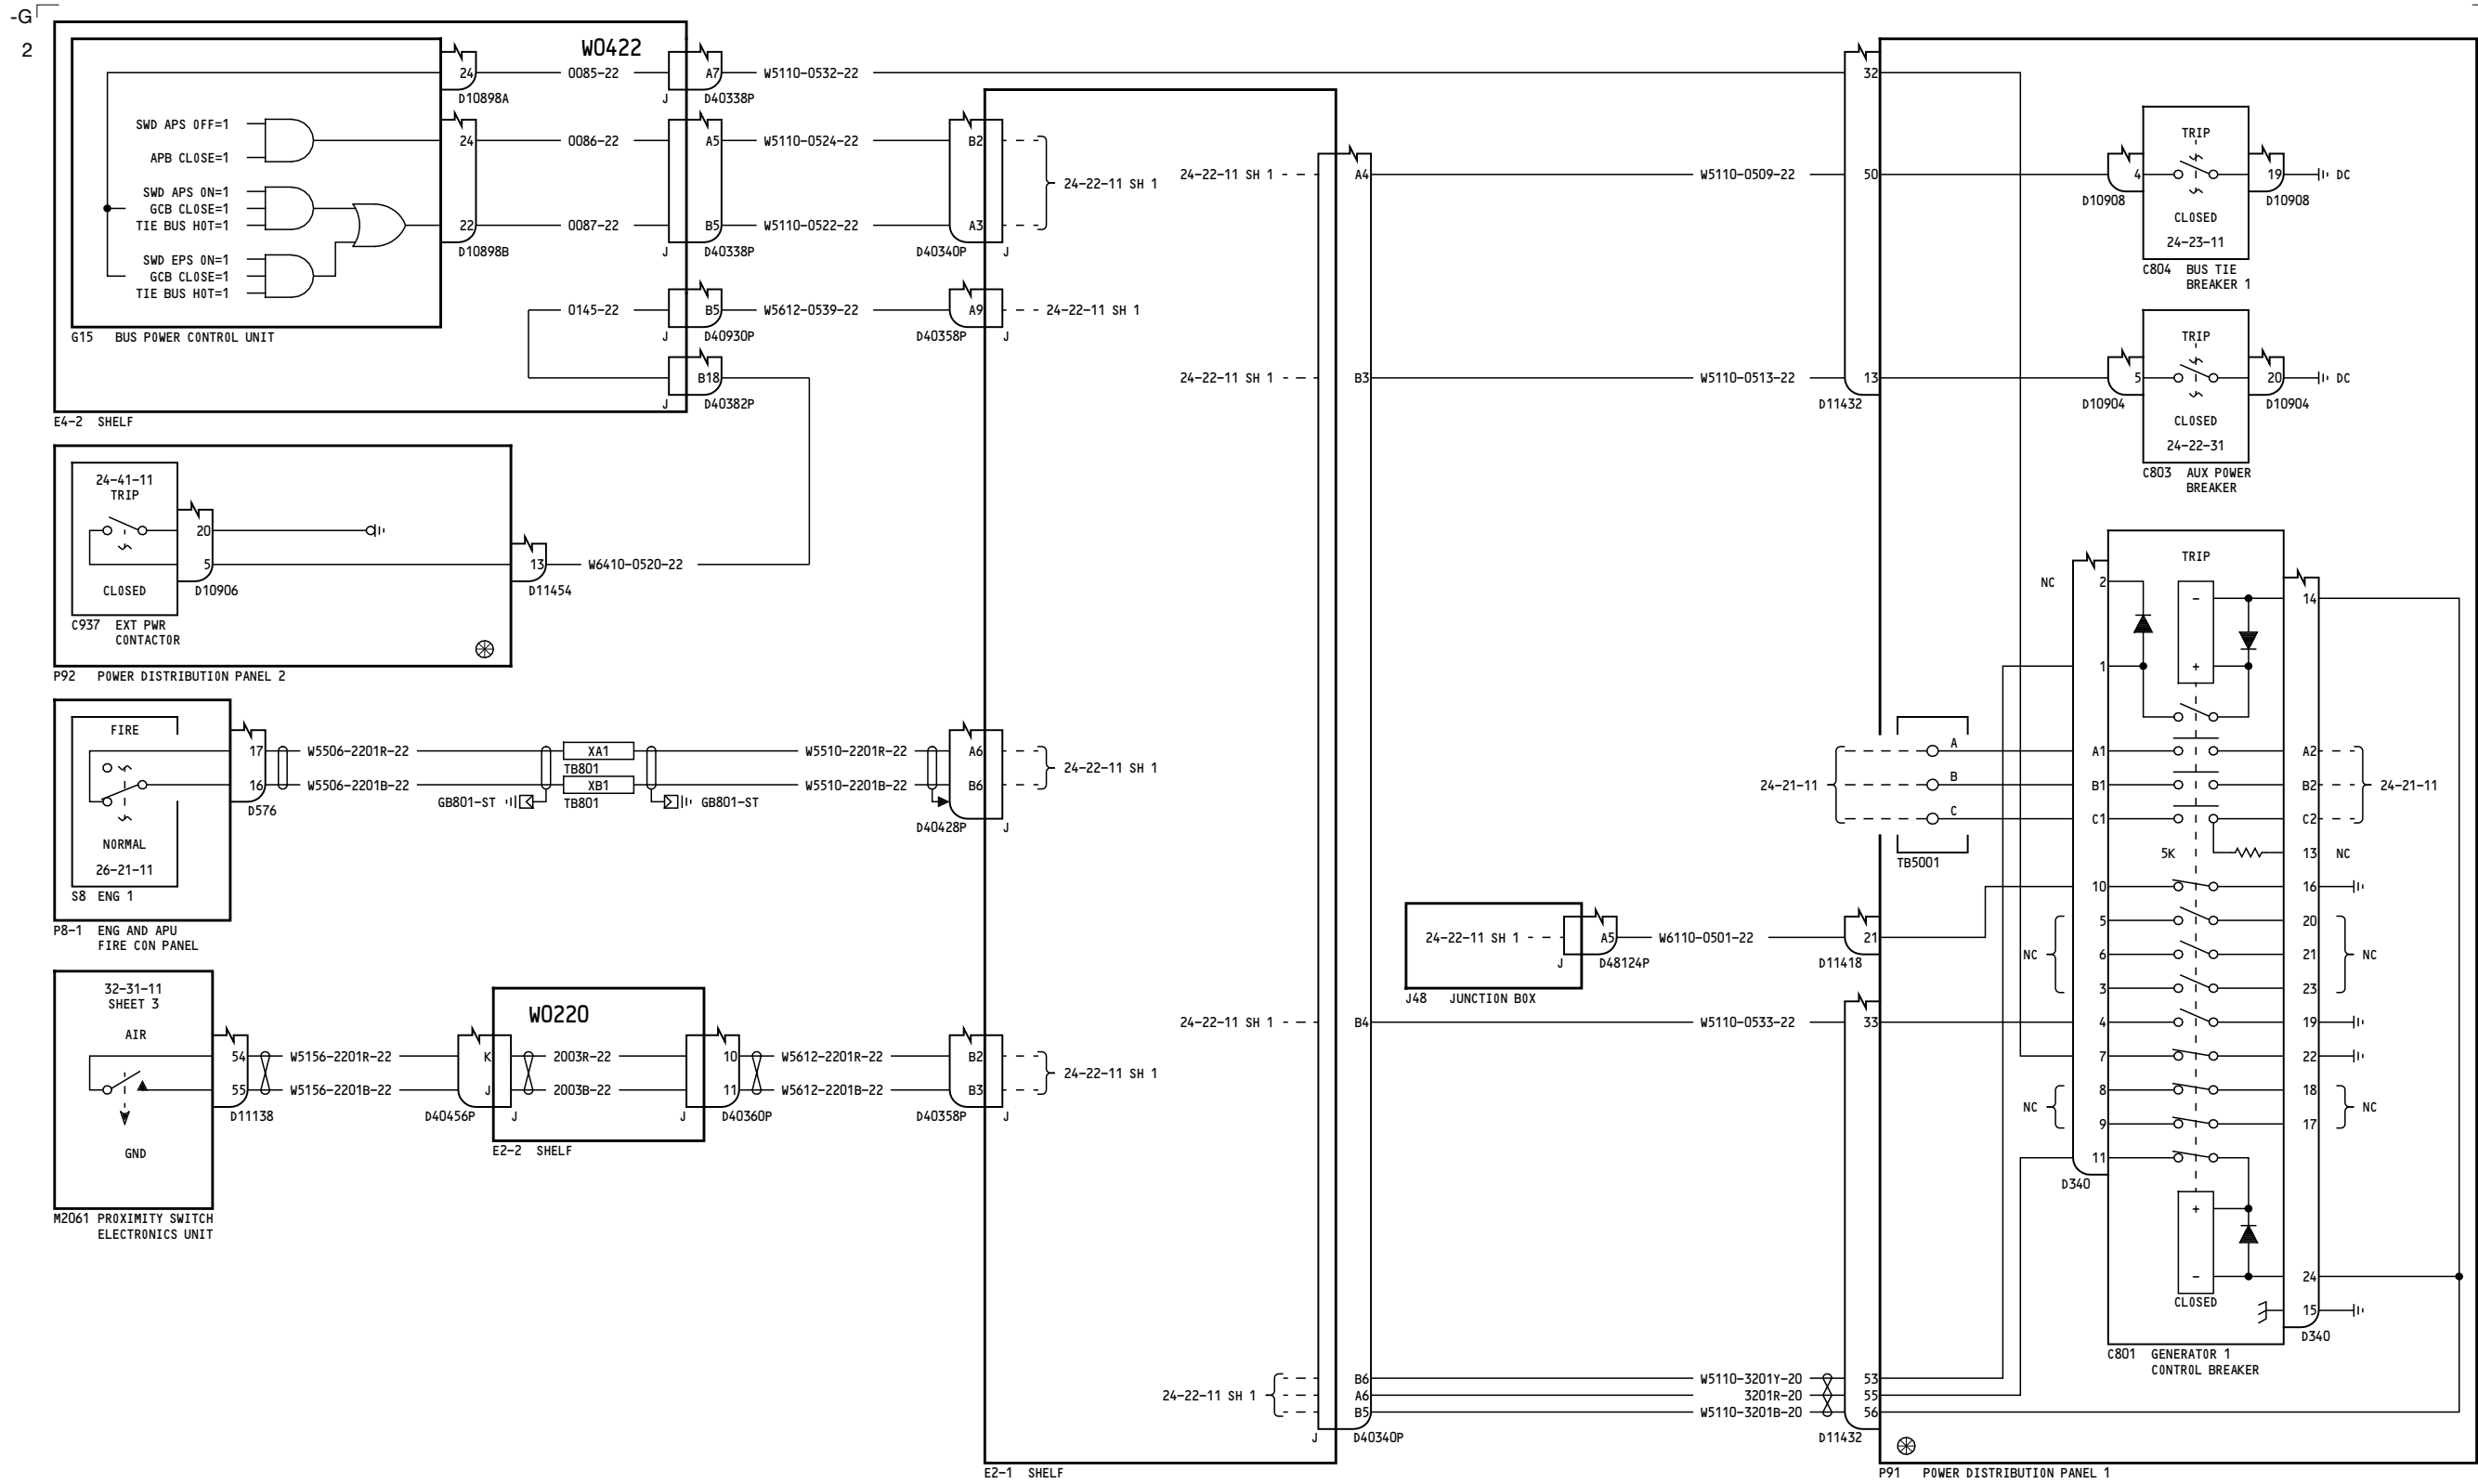 -G
2
W0422
24
0085-22
A7
W5110-0532-22
32
D10898A
J
D40338P
SWD APS OFF=1
APB CLOSE=1
24
0086-22
A5
W5110-0524-22
B2
SWD APS ON=1
GCB CLOSE=1
TIE BUS HOT=1
22
0087-22
B5
W5110-0522-22
A3
24-22-11 SH 1
D10898B
J
D40338P
D40340P
J
SWD EPS ON=1
GCB CLOSE=1
TIE BUS HOT=1
0145-22
B5
W5612-0539-22
A9
24-22-11 SH 1
J
D40930P
D40358P
J
G15 BUS POWER CONTROL UNIT
B18
J
D40382P
E4-2 SHELF
24-22-11 SH 1
A4
W5110-0509-22
50
4
TRIP
19
DC
D10908
D10908
CLOSED
24-23-11
C804 BUS TIE
BREAKER 1
24-22-11 SH 1
B3
W5110-0513-22
13
D11432
5
TRIP
20
DC
D10904
D10904
CLOSED
24-22-31
C803 AUX POWER
BREAKER
24-41-11
TRIP
20
5
13
W6410-0520-22
CLOSED
D10906
D11454
C937 EXT PWR
CONTACTOR
P92 POWER DISTRIBUTION PANEL 2
FIRE
17
W5506-2201R-22
XA1
TB801
W5510-2201R-22
A6
16
W5506-2201B-22
XB1
TB801
W5510-2201B-22
B6
24-22-11 SH 1
GB801-ST
GB801-ST
D576
D40428P
J
NORMAL
26-21-11
S8 ENG 1
P8-1 ENG AND APU
FIRE CON PANEL
32-31-11
SHEET 3
AIR
54
W5156-2201R-22
K
W0220
2003R-22
10
W5612-2201R-22
B2
55
W5156-2201B-22
J
2003B-22
11
W5612-2201B-22
B3
24-22-11 SH 1
D11138
D40456P
J
J
D40360P
D40358P
J
GND
E2-2 SHELF
M2061 PROXIMITY SWITCH
ELECTRONICS UNIT
24-22-11 SH 1
A5
W6110-0501-22
21
J
D48124P
D11418
J48 JUNCTION BOX
24-22-11 SH 1
B4
W5110-0533-22
33
24-22-11 SH 1
B6
W5110-3201Y-20
53
A6
3201R-20
55
B5
W5110-3201B-20
56
J
D40340P
D11432
E2-1 SHELF
TRIP
NC
2
-
14
1
+
24-21-11
A
A1
A2
B
B1
B2
24-21-11
C
C1
C2
TB5001
5K
13
NC
10
16
5
20
NC
6
21
NC
3
23
4
19
7
22
8
18
NC
NC
9
17
11
D340
+
-
24
CLOSED
15
D340
C801 GENERATOR 1
CONTROL BREAKER
P91 POWER DISTRIBUTION PANEL 1